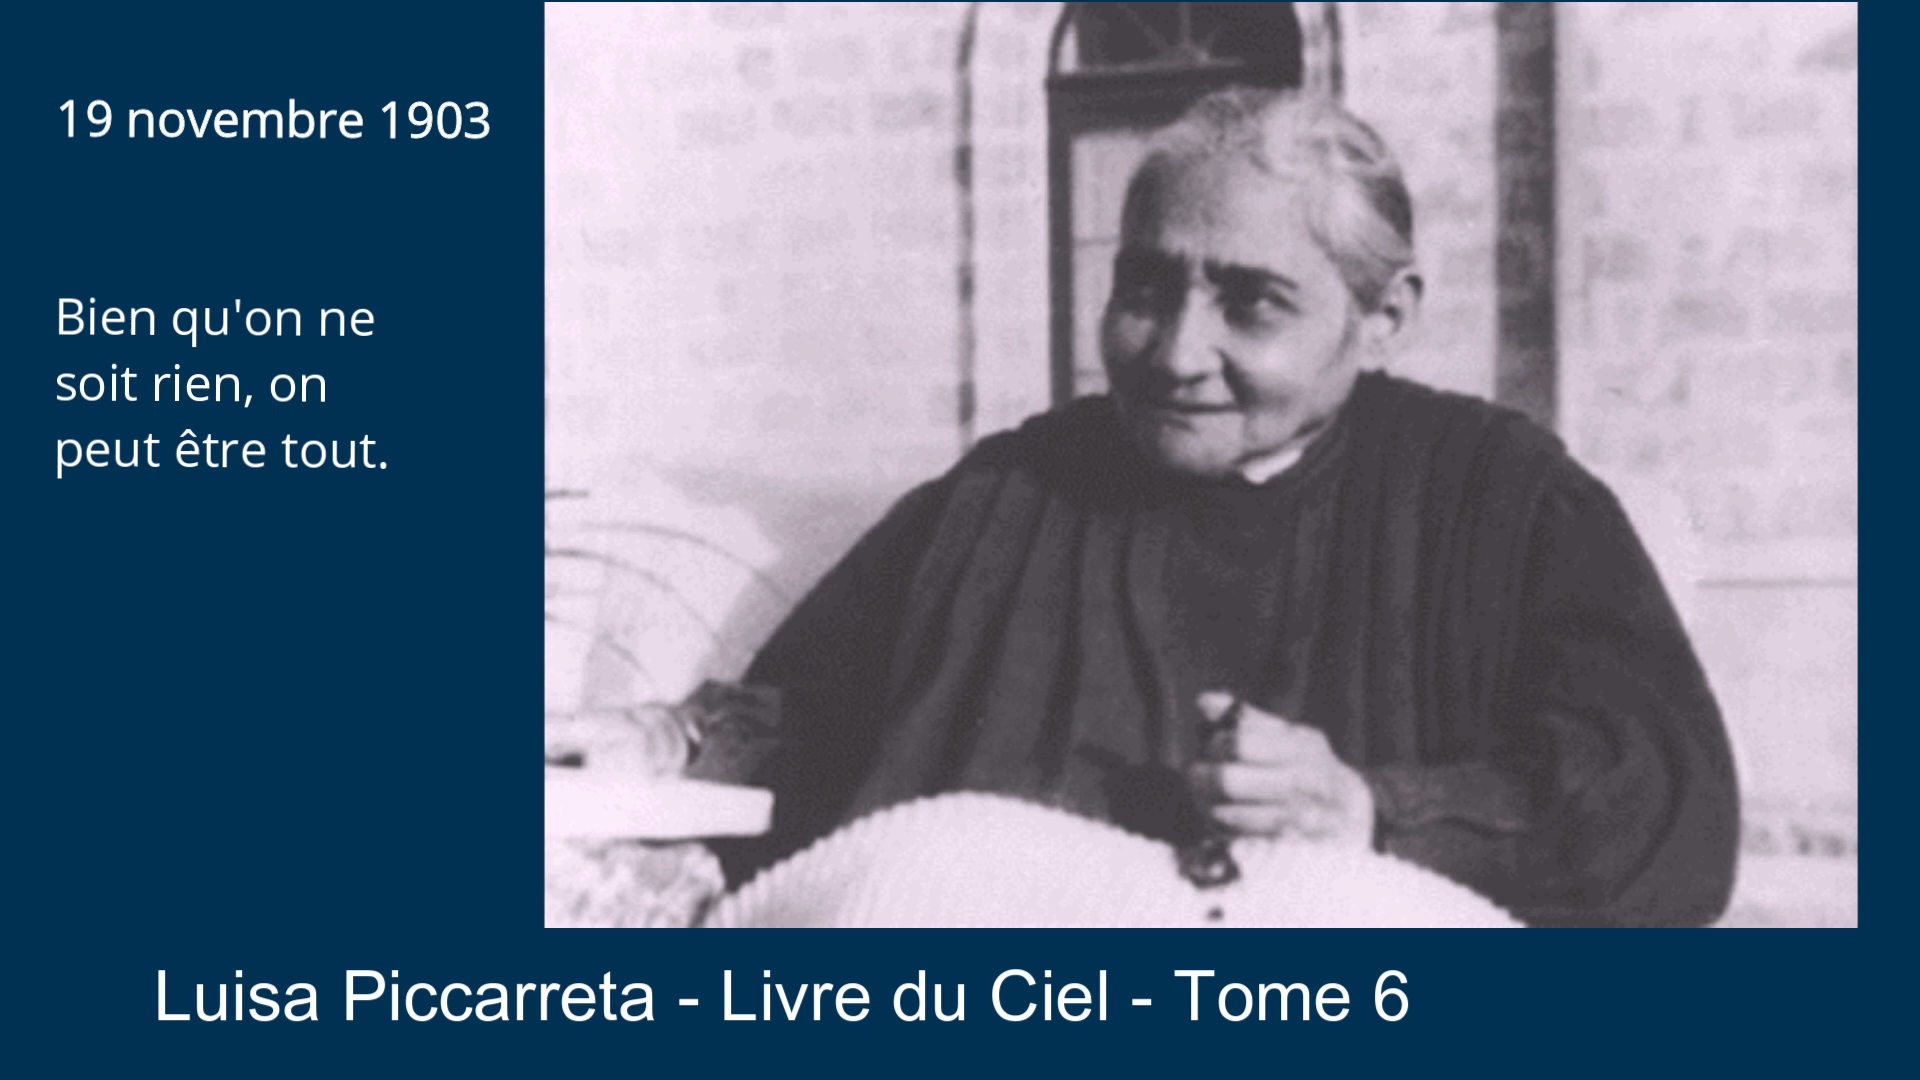 19 novembre 1903
Bien qu'on ne
soit rien, on
peut être tout.
Luisa Piccarreta - Livre du Ciel - Tome 6